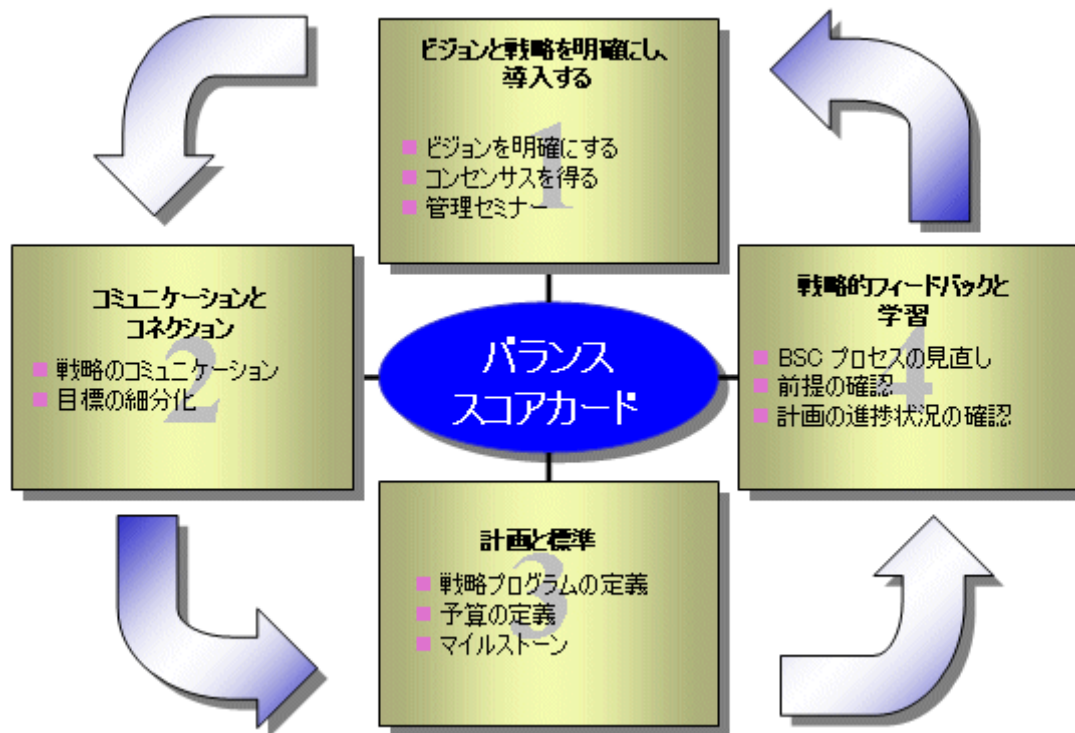 ビジョンと戦略を明確にし、
導入する
1
ビジョンを明確にする
コンセンサスを得る
管理セミナー
コミュニケーションと
コネクション
2
戦略のコミュニケーション
目標の細分化
バランス
スコアカード
計画と標準
3
戦略プログラムの定義
予算の定義
マイルストーン
戦略的フィードバックと
学習
4
BSC プロセスの見直し
前提の確認
計画の進捗状況の確認